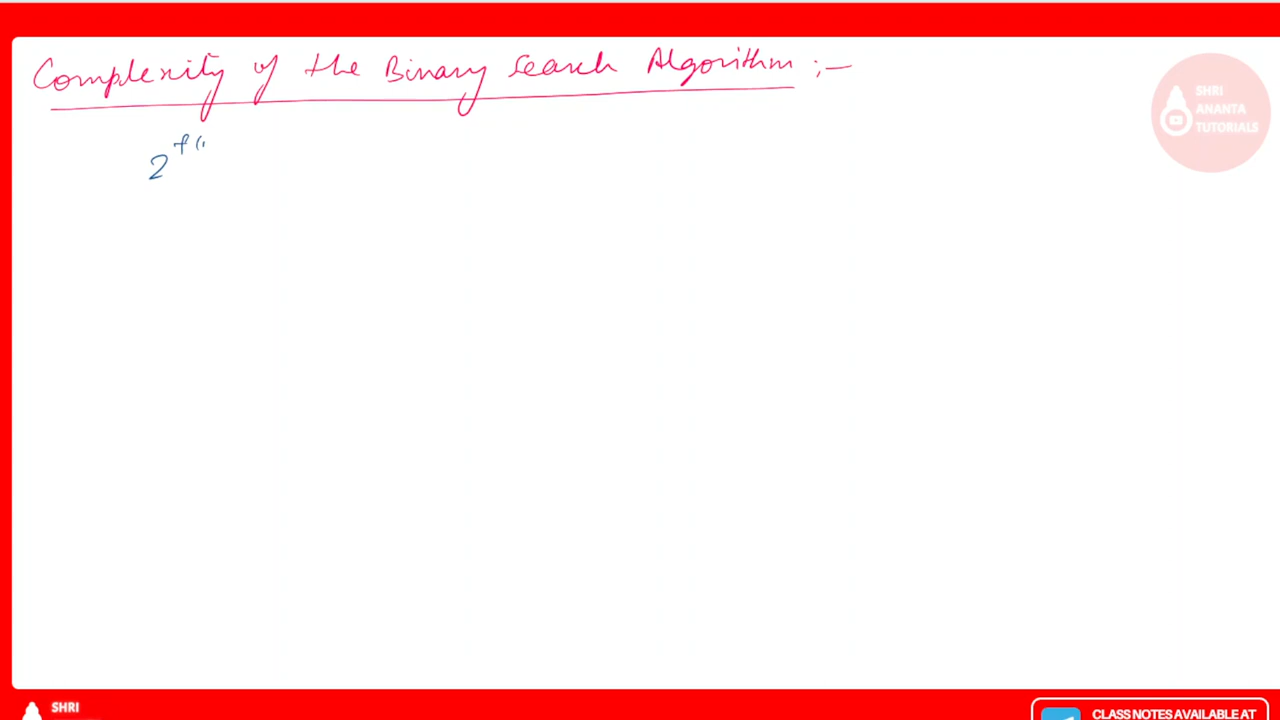 Complexity of the Binary Search Algorithm :-
SHRI
ANANTA
TUTORIALS
2^f(
SHRI
CLASS NOTES AVAILABLE AT